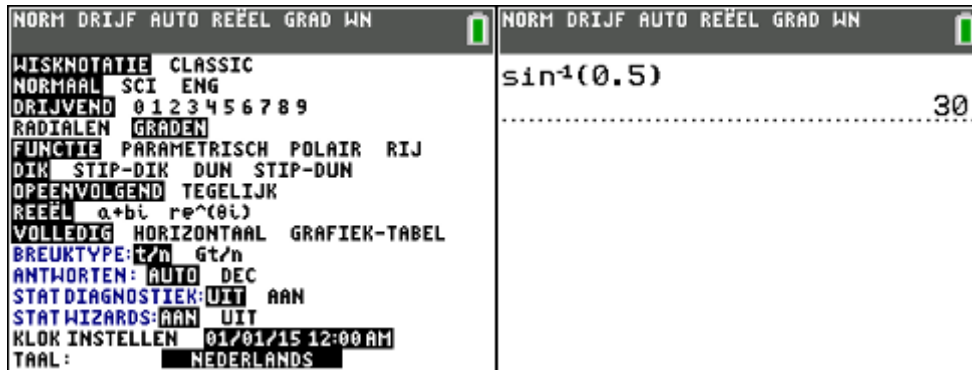 NORM DRIJF AUTO REËEL GRAD WN
WISKNOTATIE CLASSIC
NORMAAL SCI ENG
DRIJVEND 0 1 2 3 4 5 6 7 8 9
RADIALEN GRADEN
FUNCTIE PARAMETRISCH POLAIR RIJ
DIK STIP-DIK DUN STIP-DUN
OPEENVOLGEND TEGELIJK
REEËL a+bi re^(θi)
VOLLEDIG HORIZONTAAL GRAFIEK-TABEL
BREUKTYPE: t/n Gt/n
ANTWORTEN: AUTO DEC
STAT DIAGNOSTIEK: UIT AAN
STAT WIZARDS: AAN UIT
KLOK INSTELLEN 01/01/15 12:00 AM
TAAL: NEDERLANDS
NORM DRIJF AUTO REËEL GRAD WN
sin⁻¹(0.5)
30